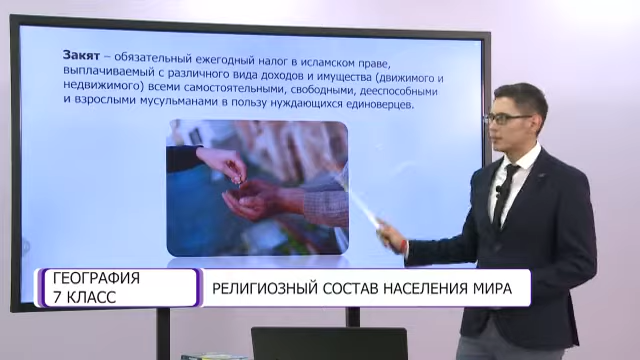 Закят – обязательный ежегодный налог в исламском праве,
выплачиваемый с различного вида доходов и имущества (движимого и
недвижимого) всеми самостоятельными, свободными, дееспособными
и взрослыми мусульманами в пользу нуждающихся единоверцев.
ГЕОГРАФИЯ
7 КЛАСС
РЕЛИГИОЗНЫЙ СОСТАВ НАСЕЛЕНИЯ МИРА